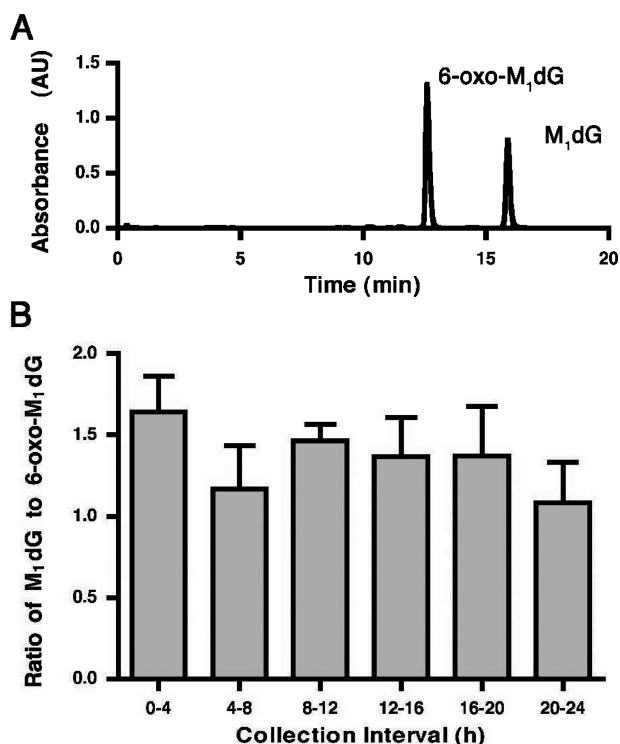 A
Absorbance (AU)
1.5
1.0
0.5
0.0
6-oxo-M₁dG
M₁dG
0 5 10 15 20
Time (min)
B
Ratio of M₁dG to 6-oxo-M₁dG
2.0
1.5
1.0
0.5
0.0
0-4 4-8 8-12 12-16 16-20 20-24
Collection Interval (h)